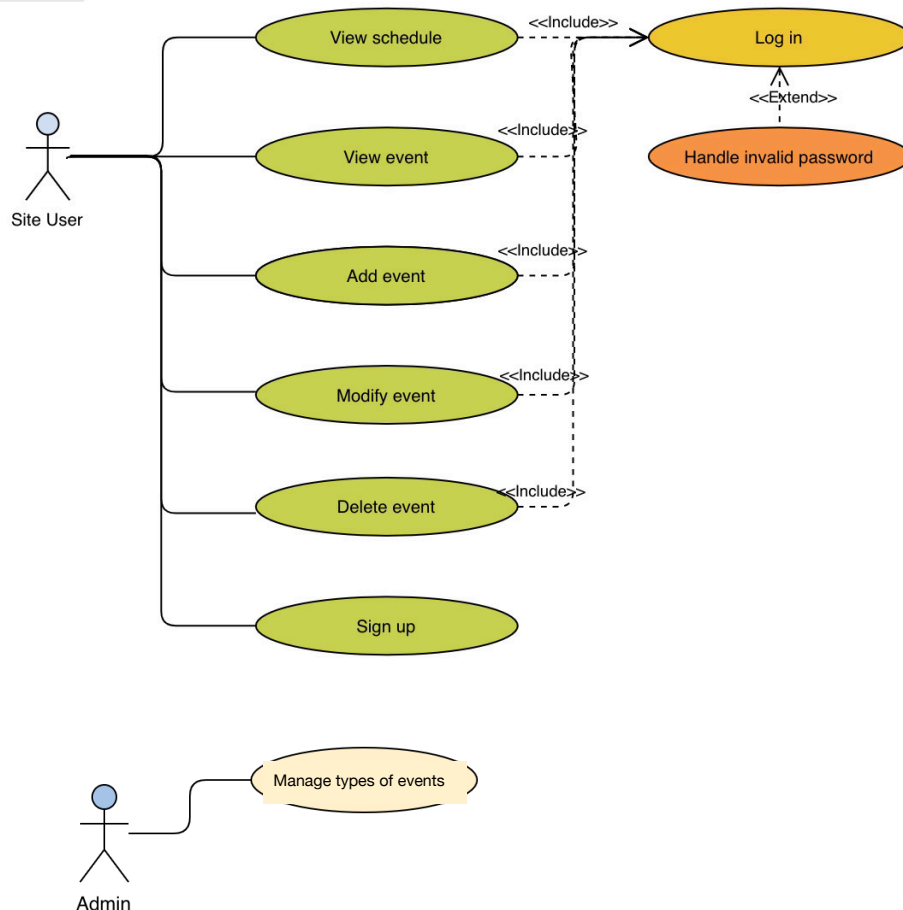 View schedule
<<Include>>
Log in
<<Extend>>
View event
<<Include>>
Handle invalid password
Site User
Add event
<<Include>>
Modify event
<<Include>>
Delete event
<<Include>>
Sign up
Manage types of events
Admin